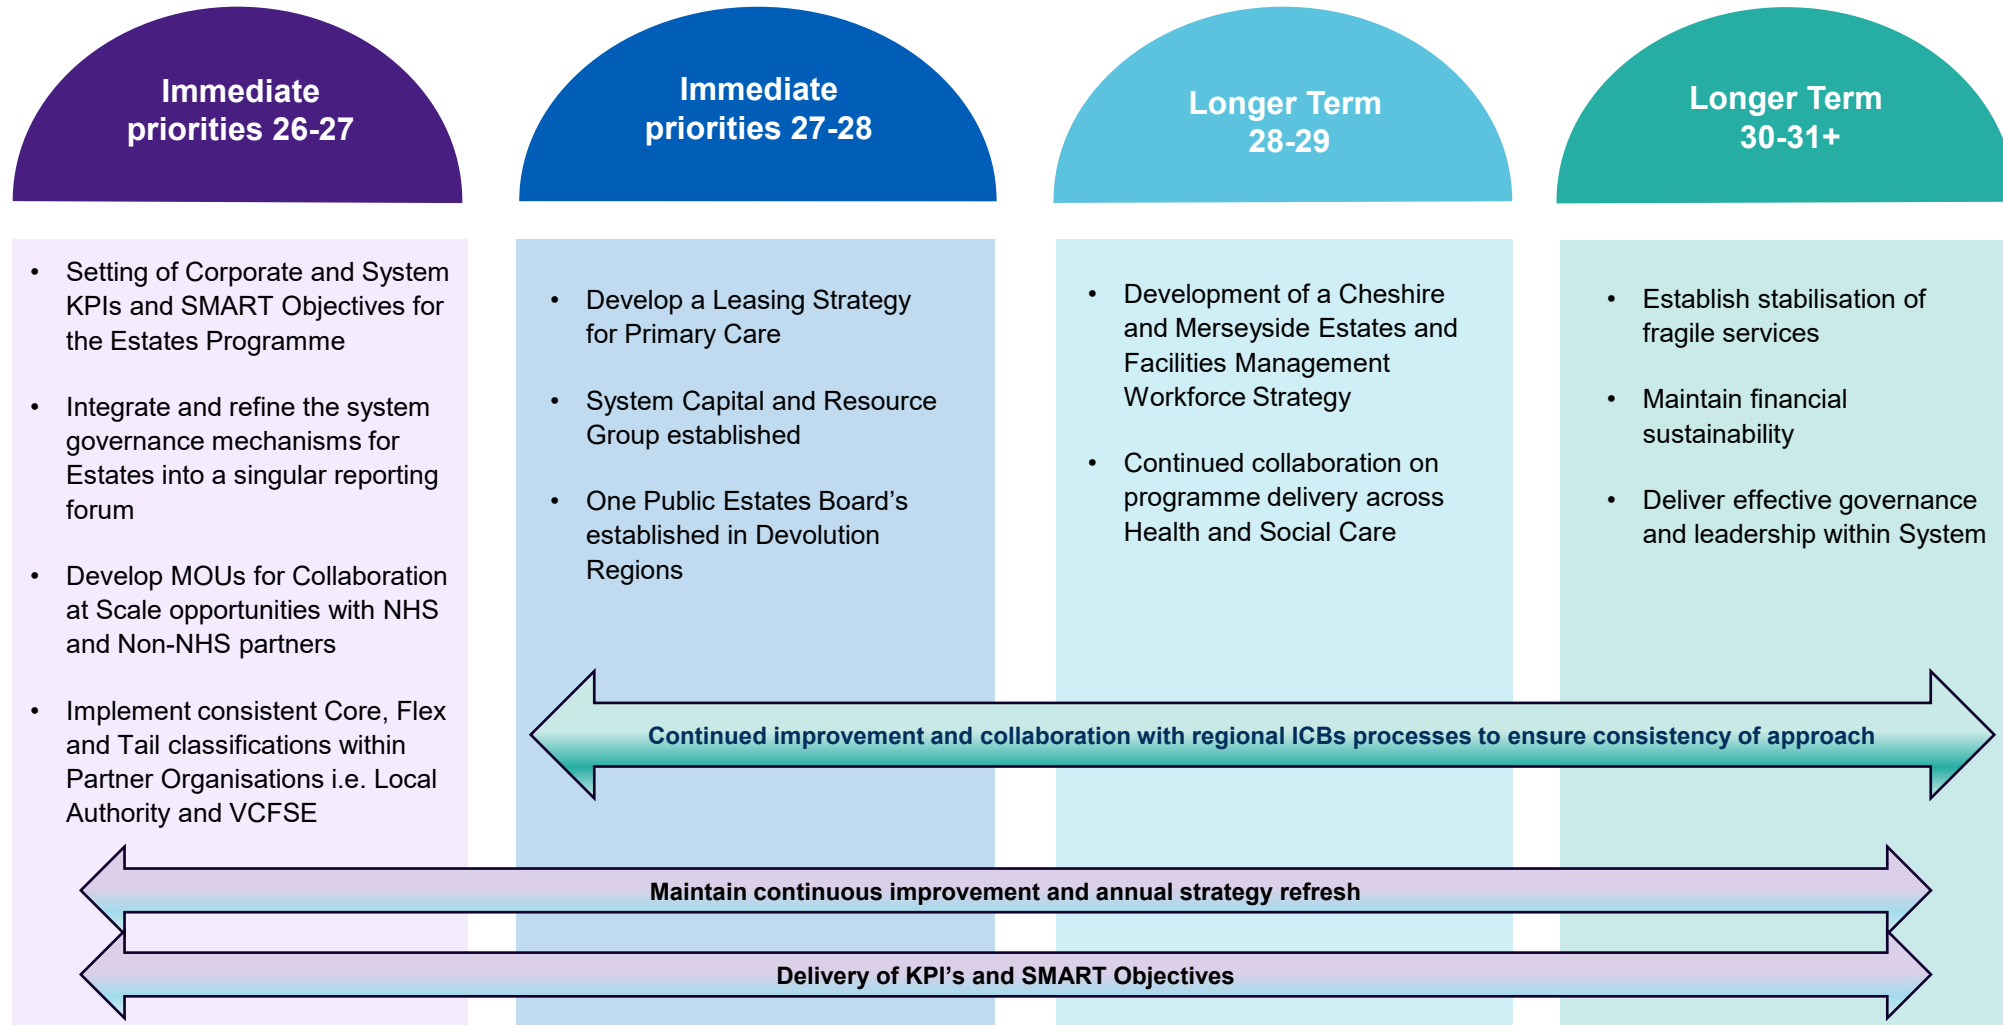 Immediate
priorities 26-27
Immediate
priorities 27-28
Longer Term
28-29
Longer Term
30-31+
• Setting of Corporate and System
KPIs and SMART Objectives for
the Estates Programme
• Integrate and refine the system
governance mechanisms for
Estates into a singular reporting
forum
• Develop MOUs for Collaboration
at Scale opportunities with NHS
and Non-NHS partners
• Implement consistent Core, Flex
and Tail classifications within
Partner Organisations i.e. Local
Authority and VCFSE
• Develop a Leasing Strategy
for Primary Care
• System Capital and Resource
Group established
• One Public Estates Board’s
established in Devolution
Regions
• Development of a Cheshire
and Merseyside Estates and
Facilities Management
Workforce Strategy
• Continued collaboration on
programme delivery across
Health and Social Care
• Establish stabilisation of
fragile services
• Maintain financial
sustainability
• Deliver effective governance
and leadership within System
Continued improvement and collaboration with regional ICBs processes to ensure consistency of approach
Maintain continuous improvement and annual strategy refresh
Delivery of KPI’s and SMART Objectives